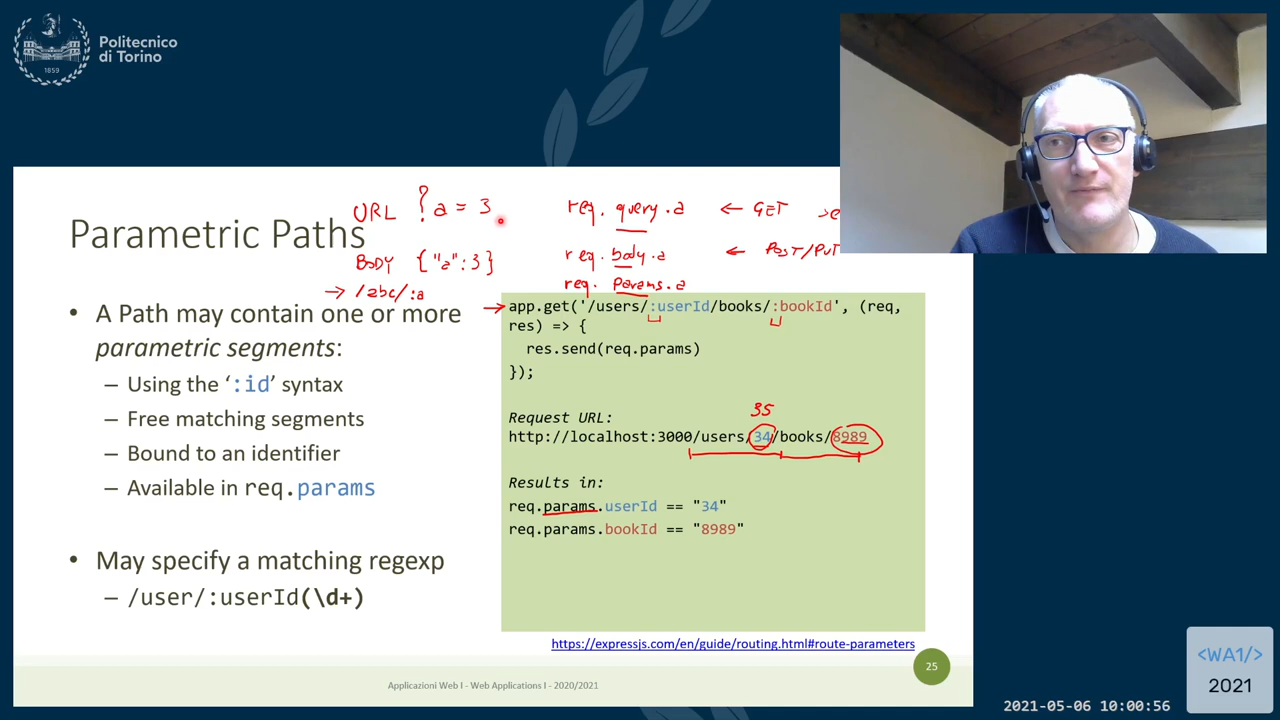 Politecnico
di Torino
1859
Parametric Paths
URL ?a = 3 req.query.a ← GET
BODY {"a":3} req.body.a ← POST/PUT
→ /abc/:a req.params.a
• A Path may contain one or more
parametric segments:
– Using the ‘:id’ syntax
– Free matching segments
– Bound to an identifier
– Available in req.params
• May specify a matching regexp
– /user/:userId(\d+)
→ app.get('/users/:userId/books/:bookId', (req,
res) => {
res.send(req.params)
});
35
Request URL:
http://localhost:3000/users/34/books/8989
Results in:
req.params.userId == "34"
req.params.bookId == "8989"
https://expressjs.com/en/guide/routing.html#route-parameters
25
Applicazioni Web I - Web Applications I - 2020/2021
<WA1/>
2021
2021-05-06 10:00:56